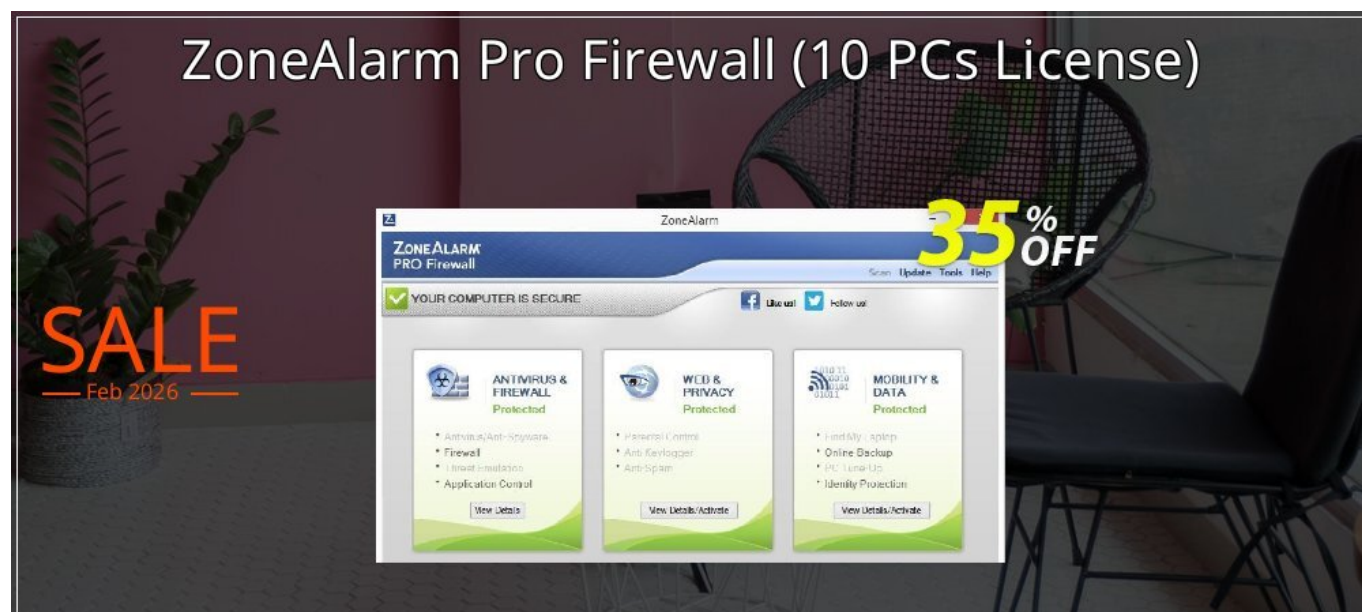 ZoneAlarm Pro Firewall (10 PCs License)
35% OFF
SALE
Feb 2026
ZoneAlarm
ZONEALARM
PRO Firewall
Scan Update Tools Help
YOUR COMPUTER IS SECURE
Like us! Follow us!
ANTIVIRUS & FIREWALL
Protected
• Antivirus/Anti-Spyware
• Firewall
• Threat Emulation
• Application Control
View Details
WEB & PRIVACY
Protected
• Parental Control
• Anti Keylogger
• Anti-Spam
View Details/Activate
MOBILITY & DATA
Protected
• Find My Laptop
• Online Backup
• PC Tune-Up
• Identity Protection
View Details/Activate